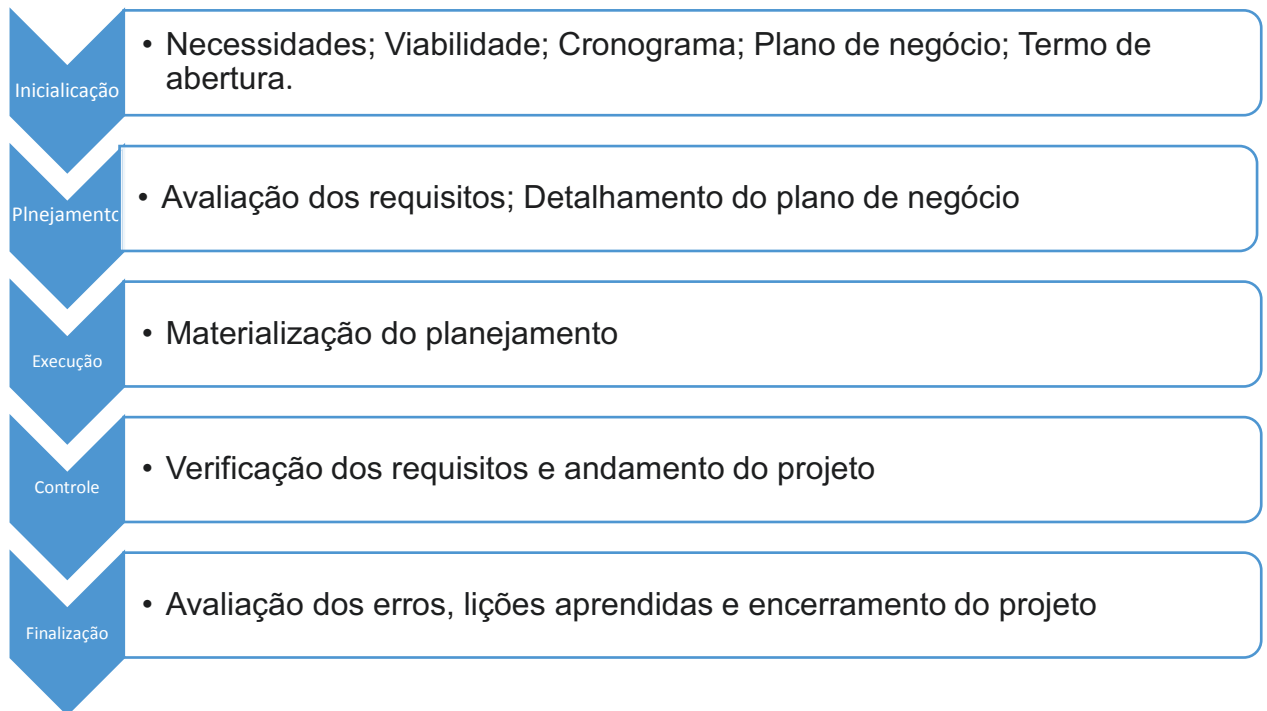 • Necessidades; Viabilidade; Cronograma; Plano de negócio; Termo de
abertura.
Inicialicação
• Avaliação dos requisitos; Detalhamento do plano de negócio
Plnejamento
• Materialização do planejamento
Execução
• Verificação dos requisitos e andamento do projeto
Controle
• Avaliação dos erros, lições aprendidas e encerramento do projeto
Finalização